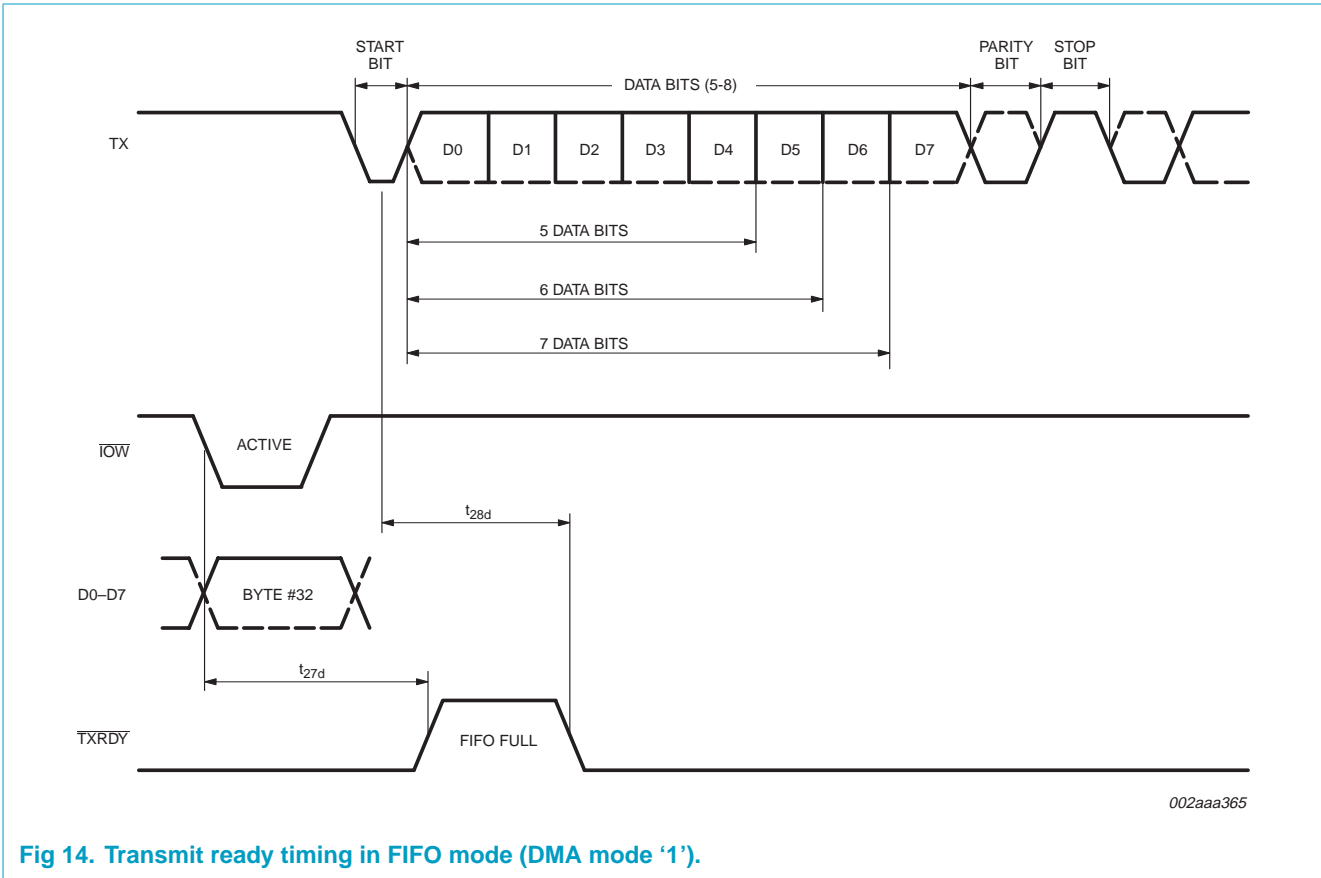 START
BIT
DATA BITS (5-8)
PARITY
BIT
STOP
BIT
TX
D0
D1
D2
D3
D4
D5
D6
D7
5 DATA BITS
6 DATA BITS
7 DATA BITS
IOW
ACTIVE
t28d
D0–D7
BYTE #32
t27d
TXRDY
FIFO FULL
002aaa365
Fig 14. Transmit ready timing in FIFO mode (DMA mode ‘1’).